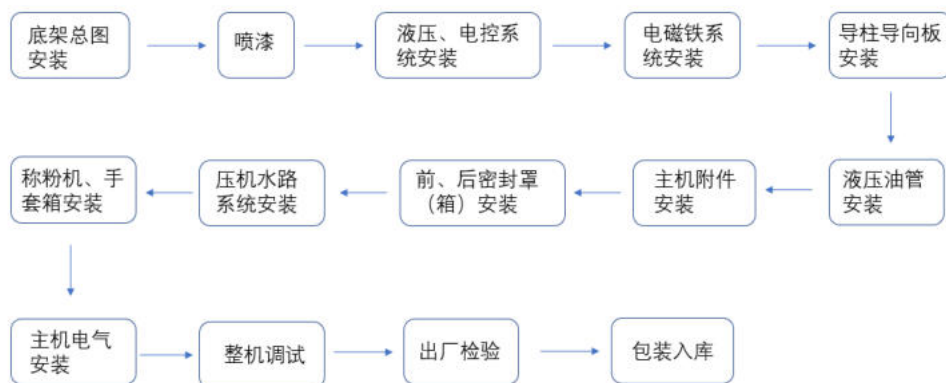 底架总图
安装
喷漆
液压、电控系
统安装
电磁铁系
统安装
导柱导向板
安装
液压油管
安装
主机附件
安装
前、后密封罩
（箱）安装
压机水路
系统安装
称粉机、手
套箱安装
主机电气
安装
整机调试
出厂检验
包装入库